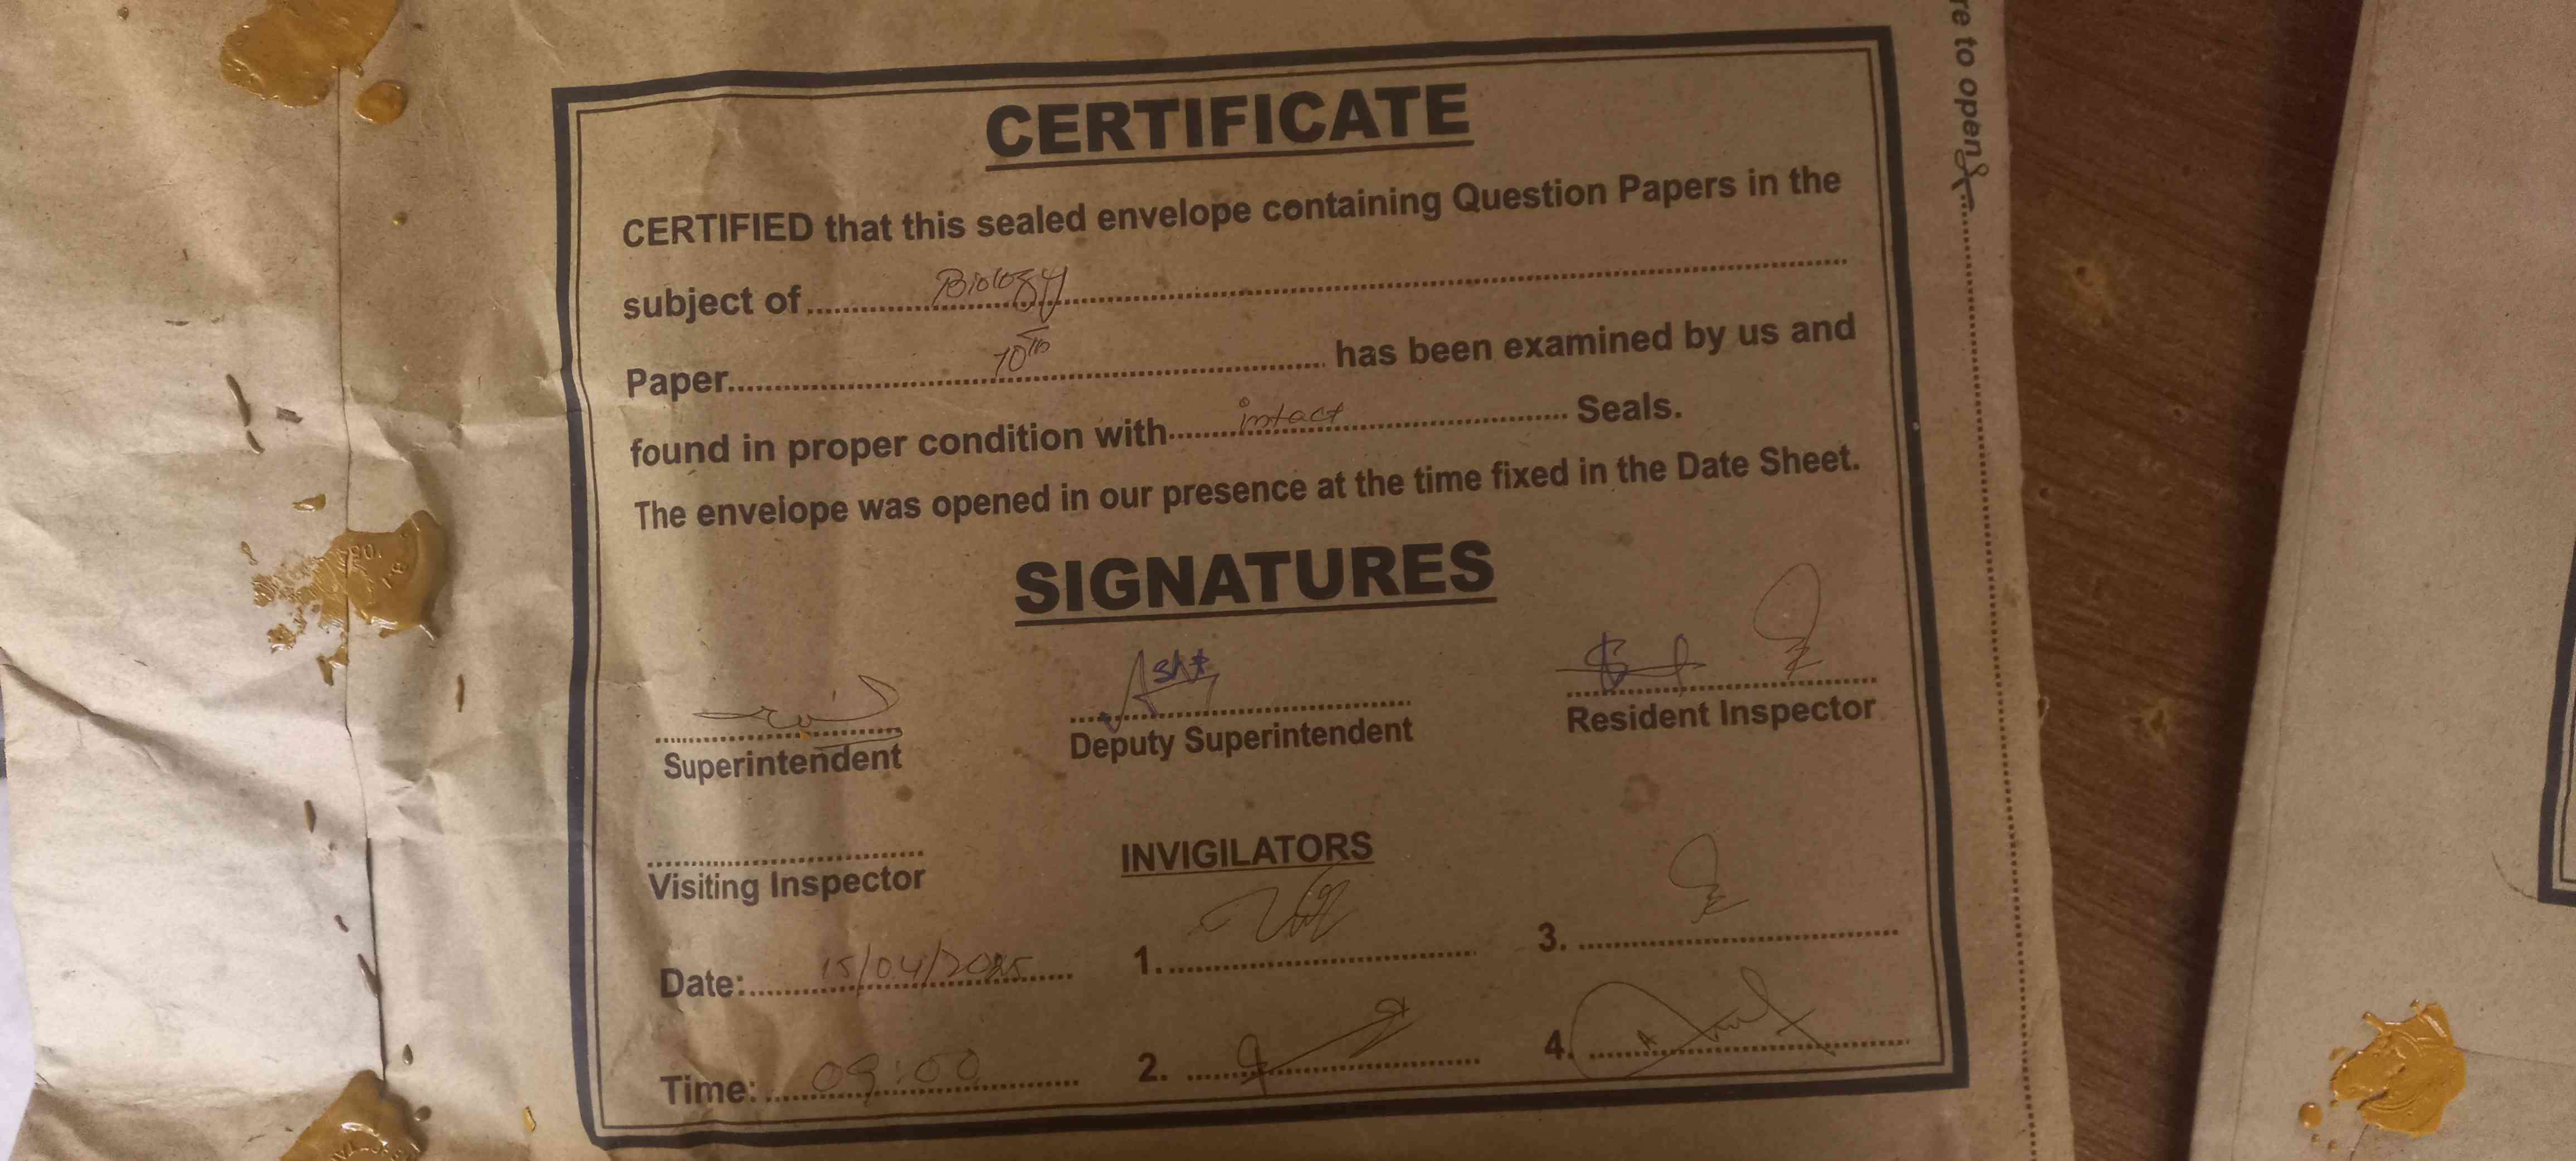 re to open
CERTIFICATE
CERTIFIED that this sealed envelope containing Question Papers in the
subject of Biology
Paper 10th has been examined by us and
found in proper condition with intact Seals.
The envelope was opened in our presence at the time fixed in the Date Sheet.
SIGNATURES
Superintendent
Deputy Superintendent
Resident Inspector
Visiting Inspector
INVIGILATORS
Date: 15/04/2025
1.
3.
Time: 09:00
2.
4.